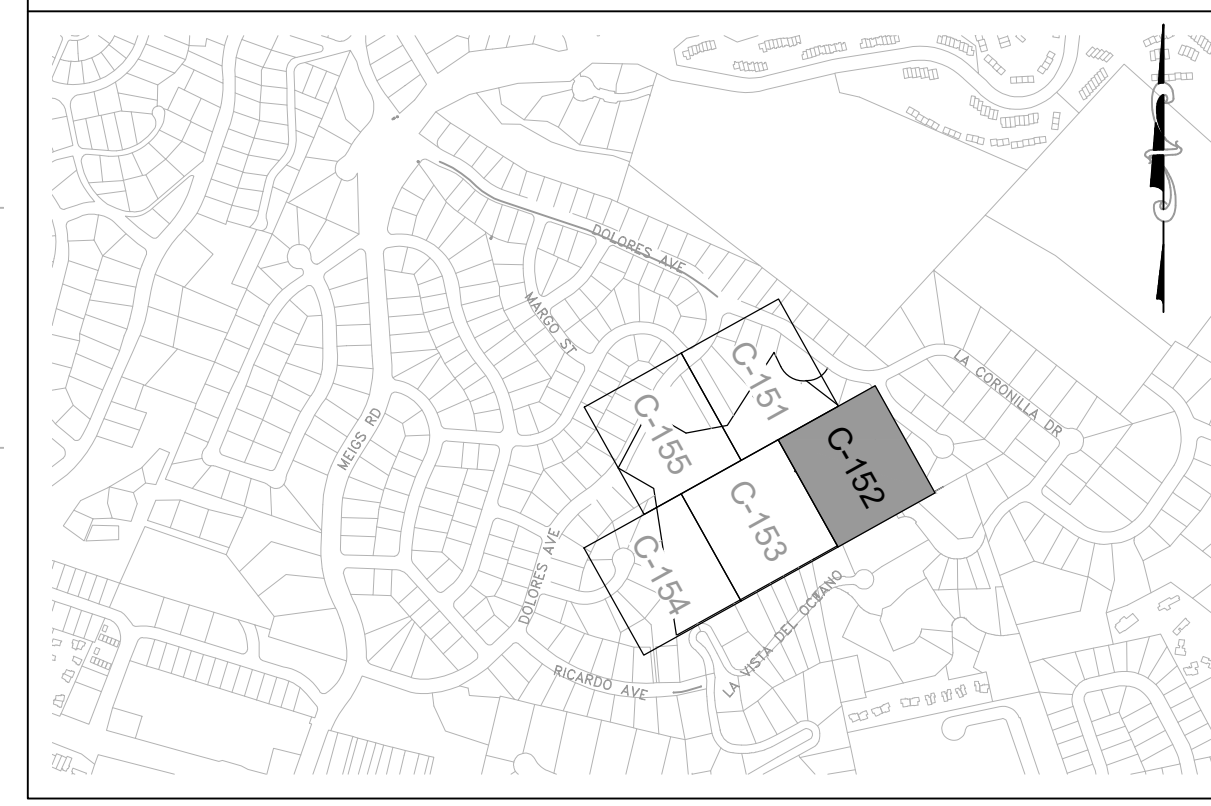 DOLORES AVE
MARGO ST
C-151
LA CORONILLA DR
C-155
MEIGS RD
C-152
C-153
DOLORES AVE
C-154
LA VISTA DEL OCEANO
RICARDO AVE